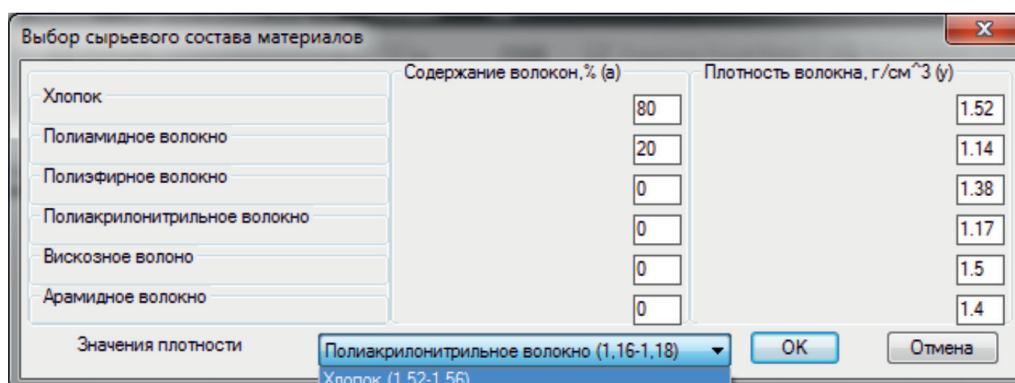 Выбор сырьевого состава материалов
Содержание волокон,% (а) Плотность волокна, г/см^3 (у)
Хлопок 80 1.52
Полиамидное волокно 20 1.14
Полиэфирное волокно 0 1.38
Полиакрилонитрильное волокно 0 1.17
Вискозное волоно 0 1.5
Арамидное волокно 0 1.4
Значения плотности Полиакрилонитрильное волокно (1,16-1,18) OK Отмена
Хлопок (1,52-1,56)